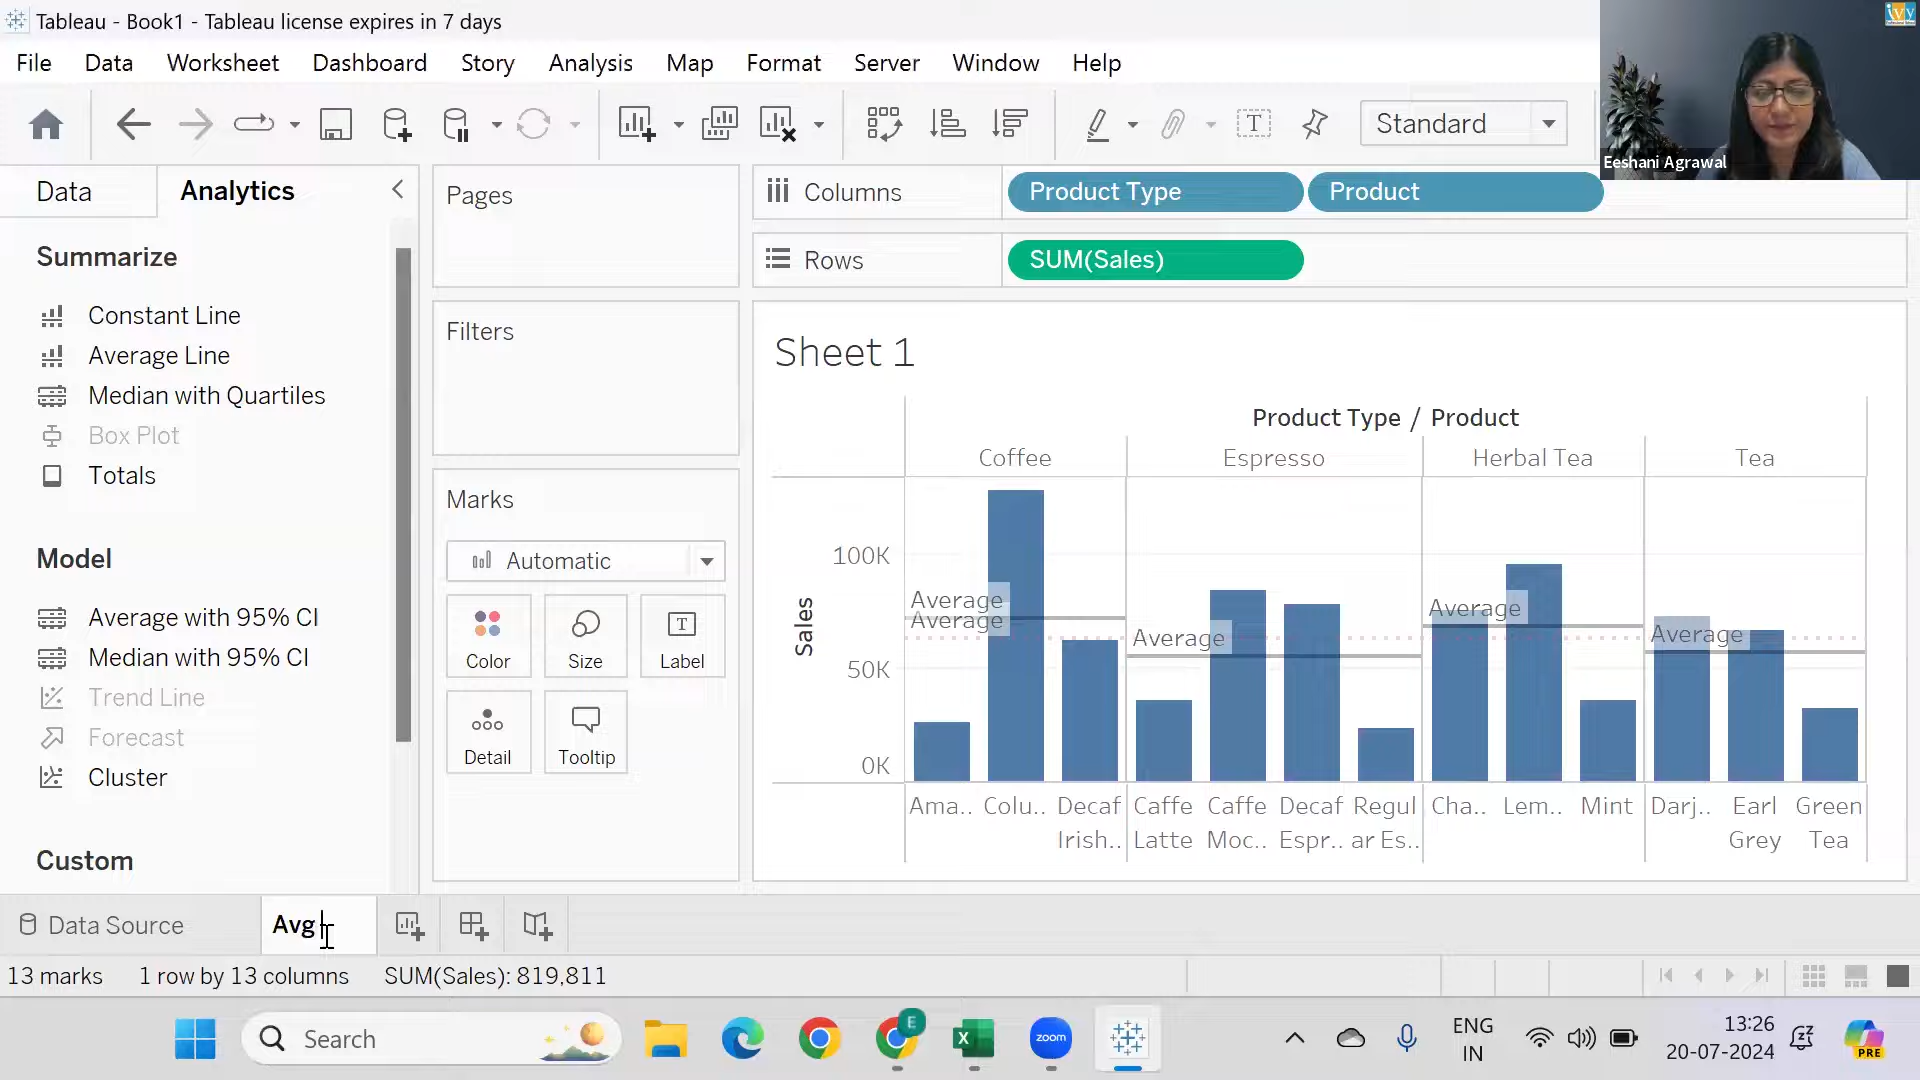 Tableau - Book1 - Tableau license expires in 7 days
ivy
File Data Worksheet Dashboard Story Analysis Map Format Server Window Help
Standard
Eeshani Agrawal
Data Analytics
Pages
Columns Product Type Product
Summarize
Rows SUM(Sales)
Constant Line
Average Line
Median with Quartiles
Box Plot
Totals
Filters
Sheet 1
Product Type / Product
Coffee Espresso Herbal Tea Tea
Marks
Automatic
Color Size Label
Detail Tooltip
Model
Average with 95% CI
Median with 95% CI
Trend Line
Forecast
Cluster
Custom
Sales
100K
50K
0K
Average
Average
Average
Average
Average
Ama.. Colu.. Decaf Irish.. Caffe Latte Caffe Moc.. Decaf Espr.. Regul ar Es.. Cha.. Lem.. Mint Darj.. Earl Grey Green Tea
Data Source Avg
13 marks 1 row by 13 columns SUM(Sales): 819,811
Search
E
zoom
ENG
IN
13:26
20-07-2024
PRE